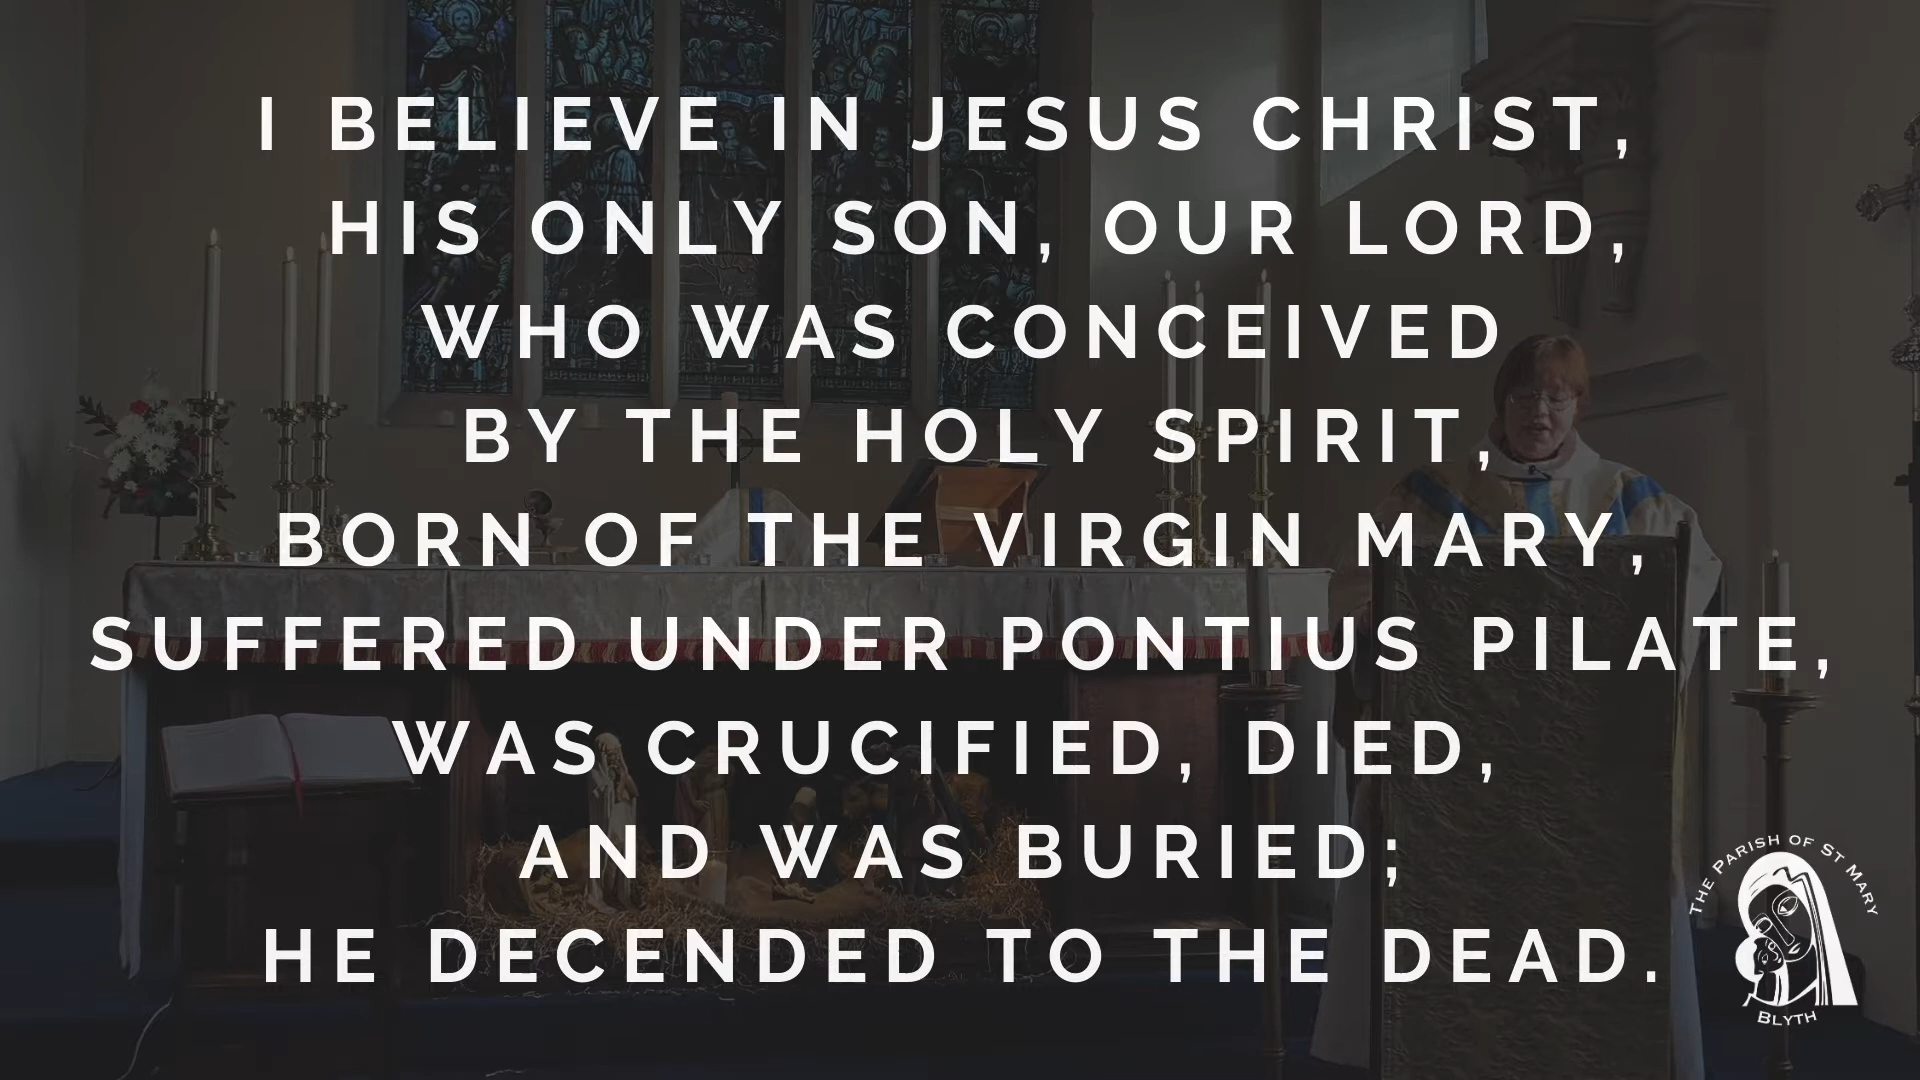 I BELIEVE IN JESUS CHRIST,
HIS ONLY SON, OUR LORD,
WHO WAS CONCEIVED
BY THE HOLY SPIRIT,
BORN OF THE VIRGIN MARY,
SUFFERED UNDER PONTIUS PILATE,
WAS CRUCIFIED, DIED,
AND WAS BURIED;
HE DECENDED TO THE DEAD.
THE PARISH OF ST MARY
BLYTH